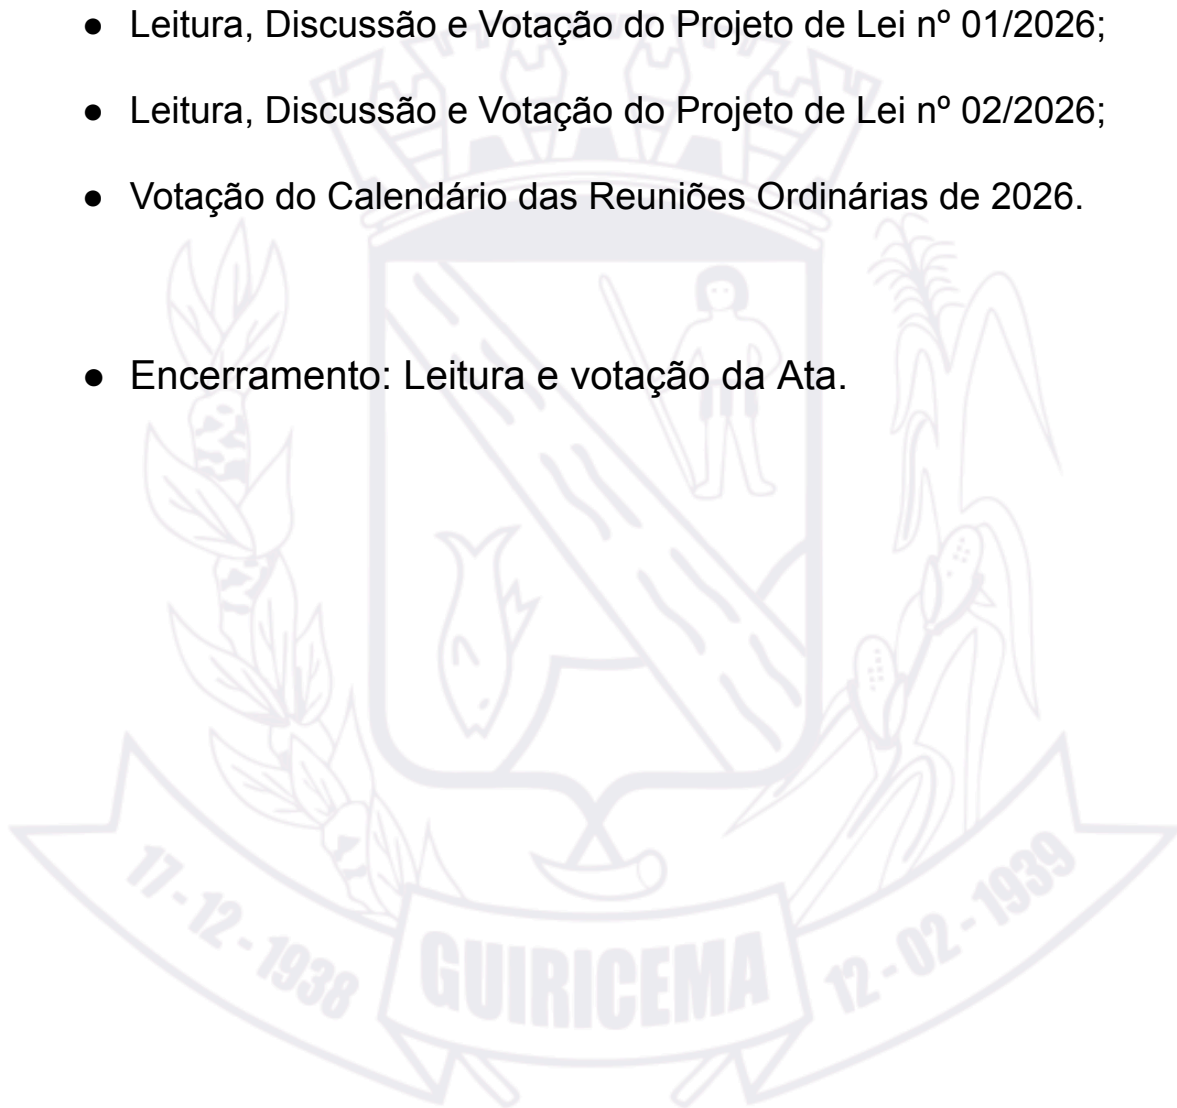 ● Leitura, Discussão e Votação do Projeto de Lei nº 01/2026;
● Leitura, Discussão e Votação do Projeto de Lei nº 02/2026;
● Votação do Calendário das Reuniões Ordinárias de 2026.
● Encerramento: Leitura e votação da Ata.
17-12-1938
GUIRICEMA
12-02-1939